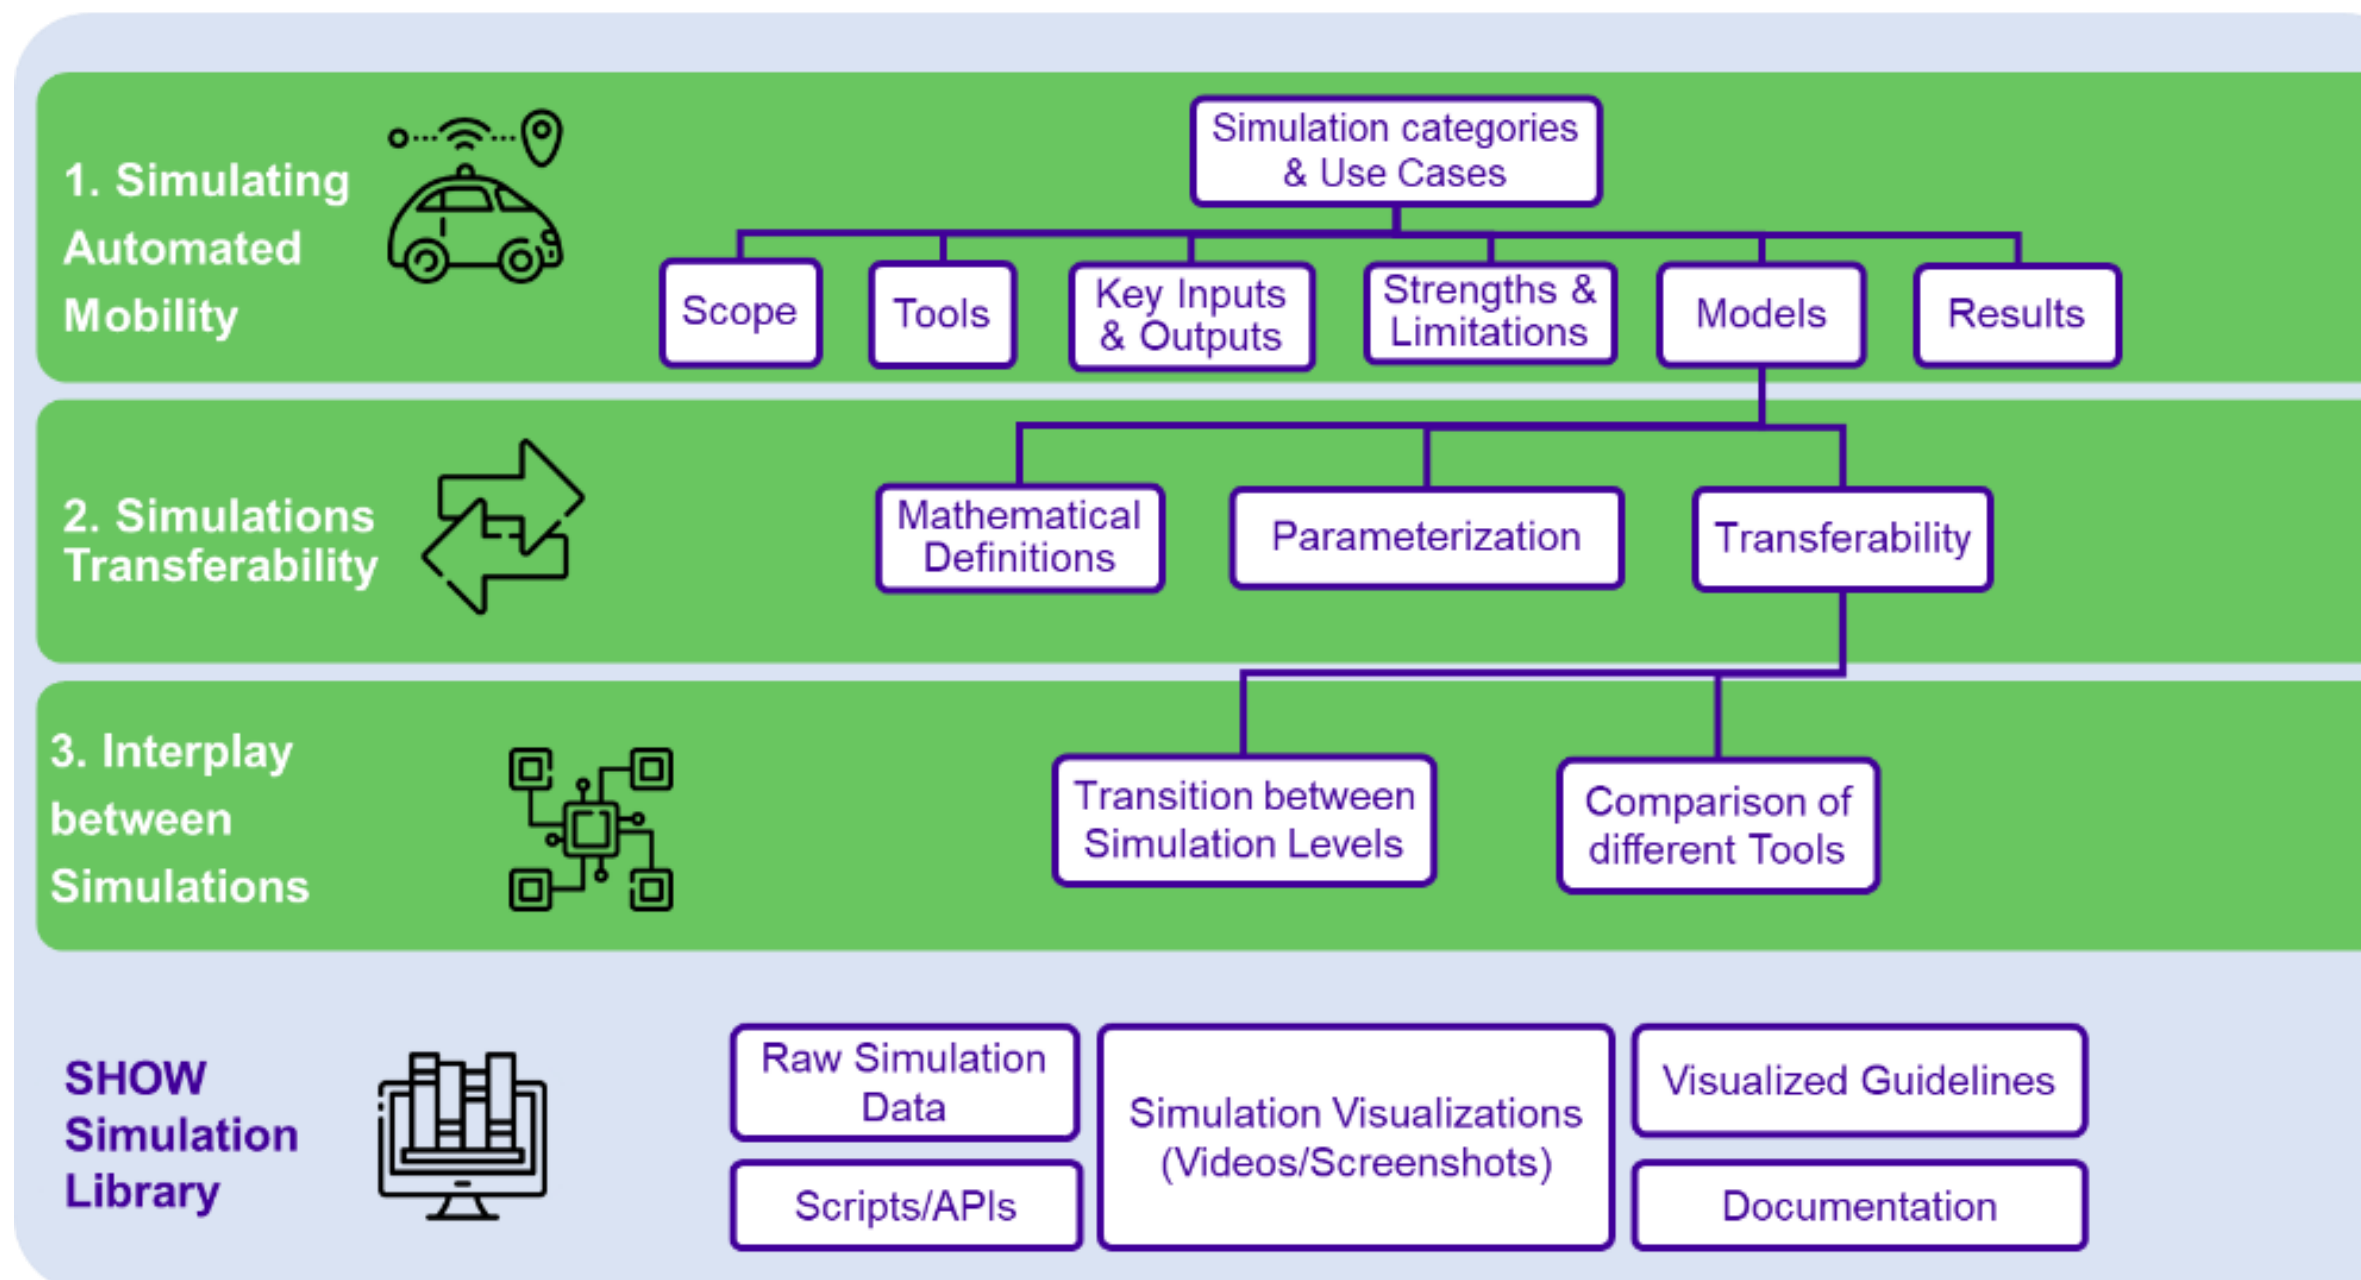 1. Simulating
Automated
Mobility
Simulation categories
& Use Cases
Scope
Tools
Key Inputs
& Outputs
Strengths &
Limitations
Models
Results
2. Simulations
Transferability
Mathematical
Definitions
Parameterization
Transferability
3. Interplay
between
Simulations
Transition between
Simulation Levels
Comparison of
different Tools
SHOW
Simulation
Library
Raw Simulation
Data
Scripts/APIs
Simulation Visualizations
(Videos/Screenshots)
Visualized Guidelines
Documentation